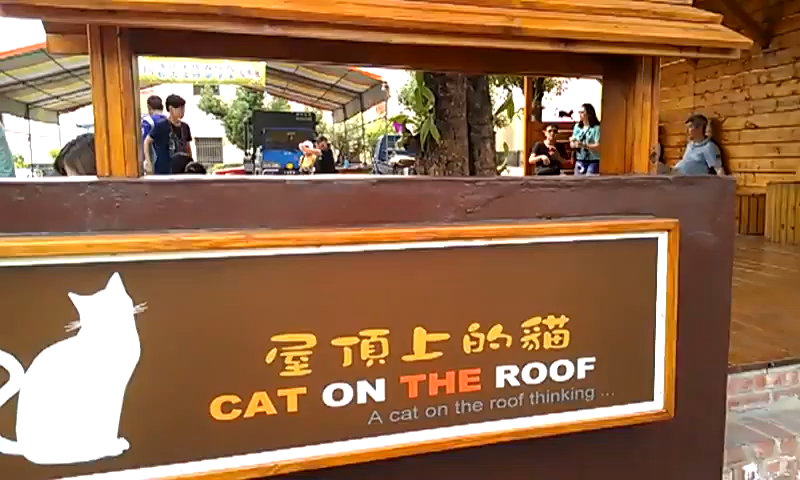 屋頂上的貓
CAT ON THE ROOF
A cat on the roof thinking ...